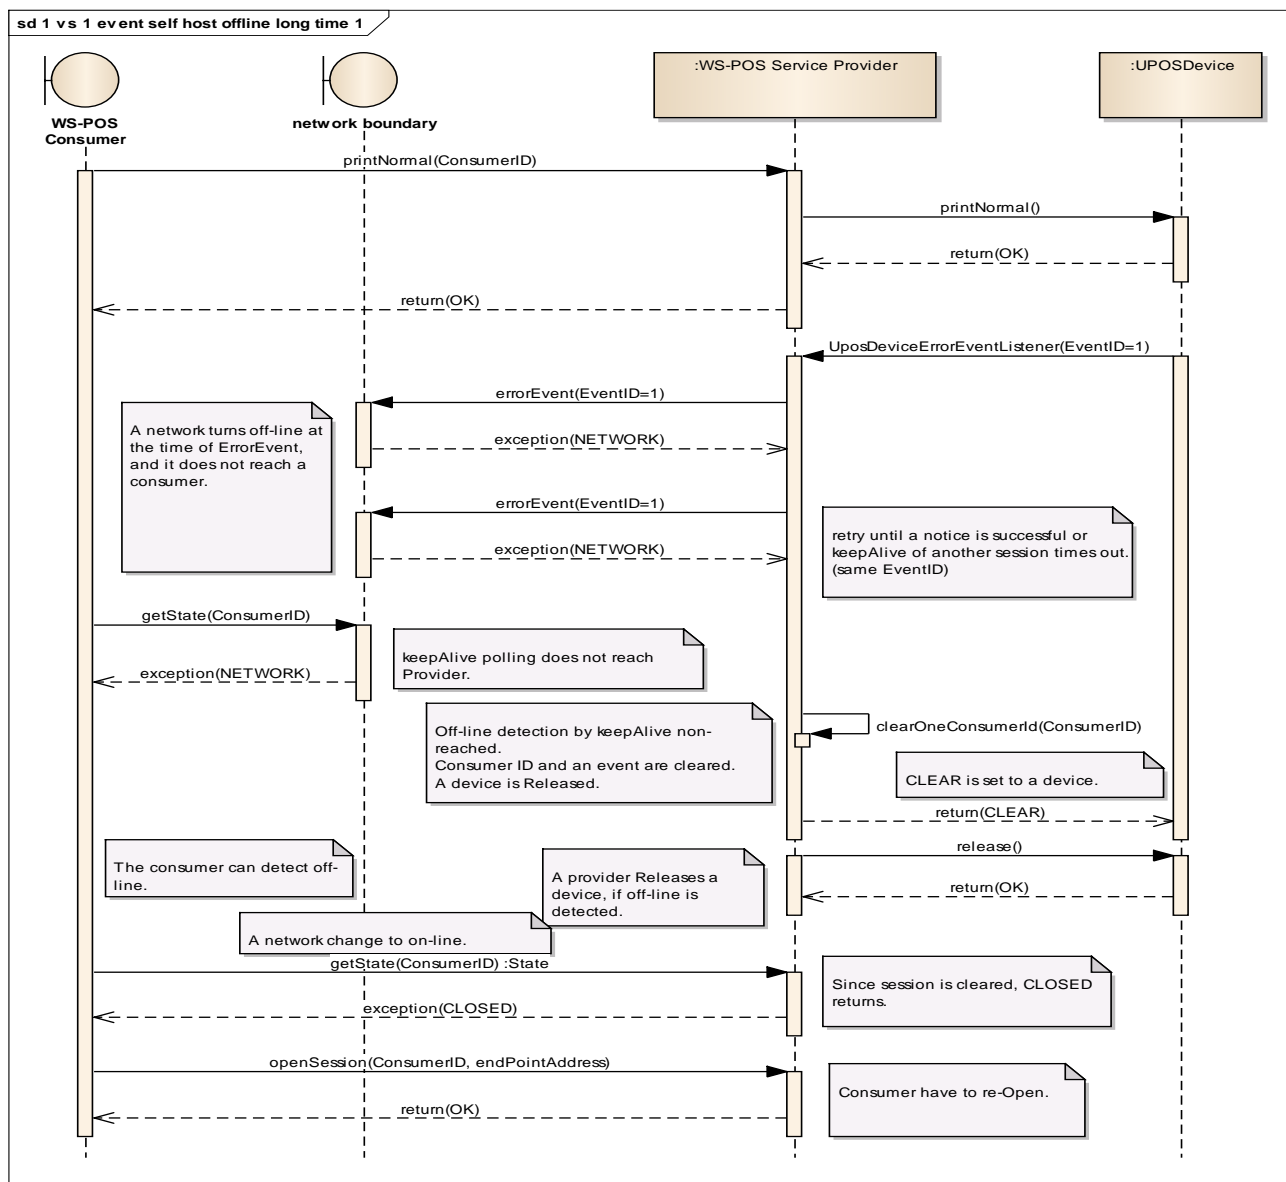 sd 1 vs 1 event self host offline long time 1
WS-POS
Consumer
network boundary
:WS-POS Service Provider
:UPOSDevice
printNormal(ConsumerID)
printNormal()
return(OK)
return(OK)
UposDeviceErrorEventListener(EventID=1)
errorEvent(EventID=1)
A network turns off-line at
the time of ErrorEvent,
and it does not reach a
consumer.
exception(NETWORK)
errorEvent(EventID=1)
retry until a notice is successful or
keepAlive of another session times out.
(same EventID)
exception(NETWORK)
getState(ConsumerID)
keepAlive polling does not reach
Provider.
exception(NETWORK)
Off-line detection by keepAlive non-
reached.
Consumer ID and an event are cleared.
A device is Released.
clearOneConsumerId(ConsumerID)
CLEAR is set to a device.
return(CLEAR)
release()
The consumer can detect off-
line.
A provider Releases a
device, if off-line is
detected.
return(OK)
A network change to on-line.
getState(ConsumerID) :State
Since session is cleared, CLOSED
returns.
exception(CLOSED)
openSession(ConsumerID, endPointAddress)
Consumer have to re-Open.
return(OK)